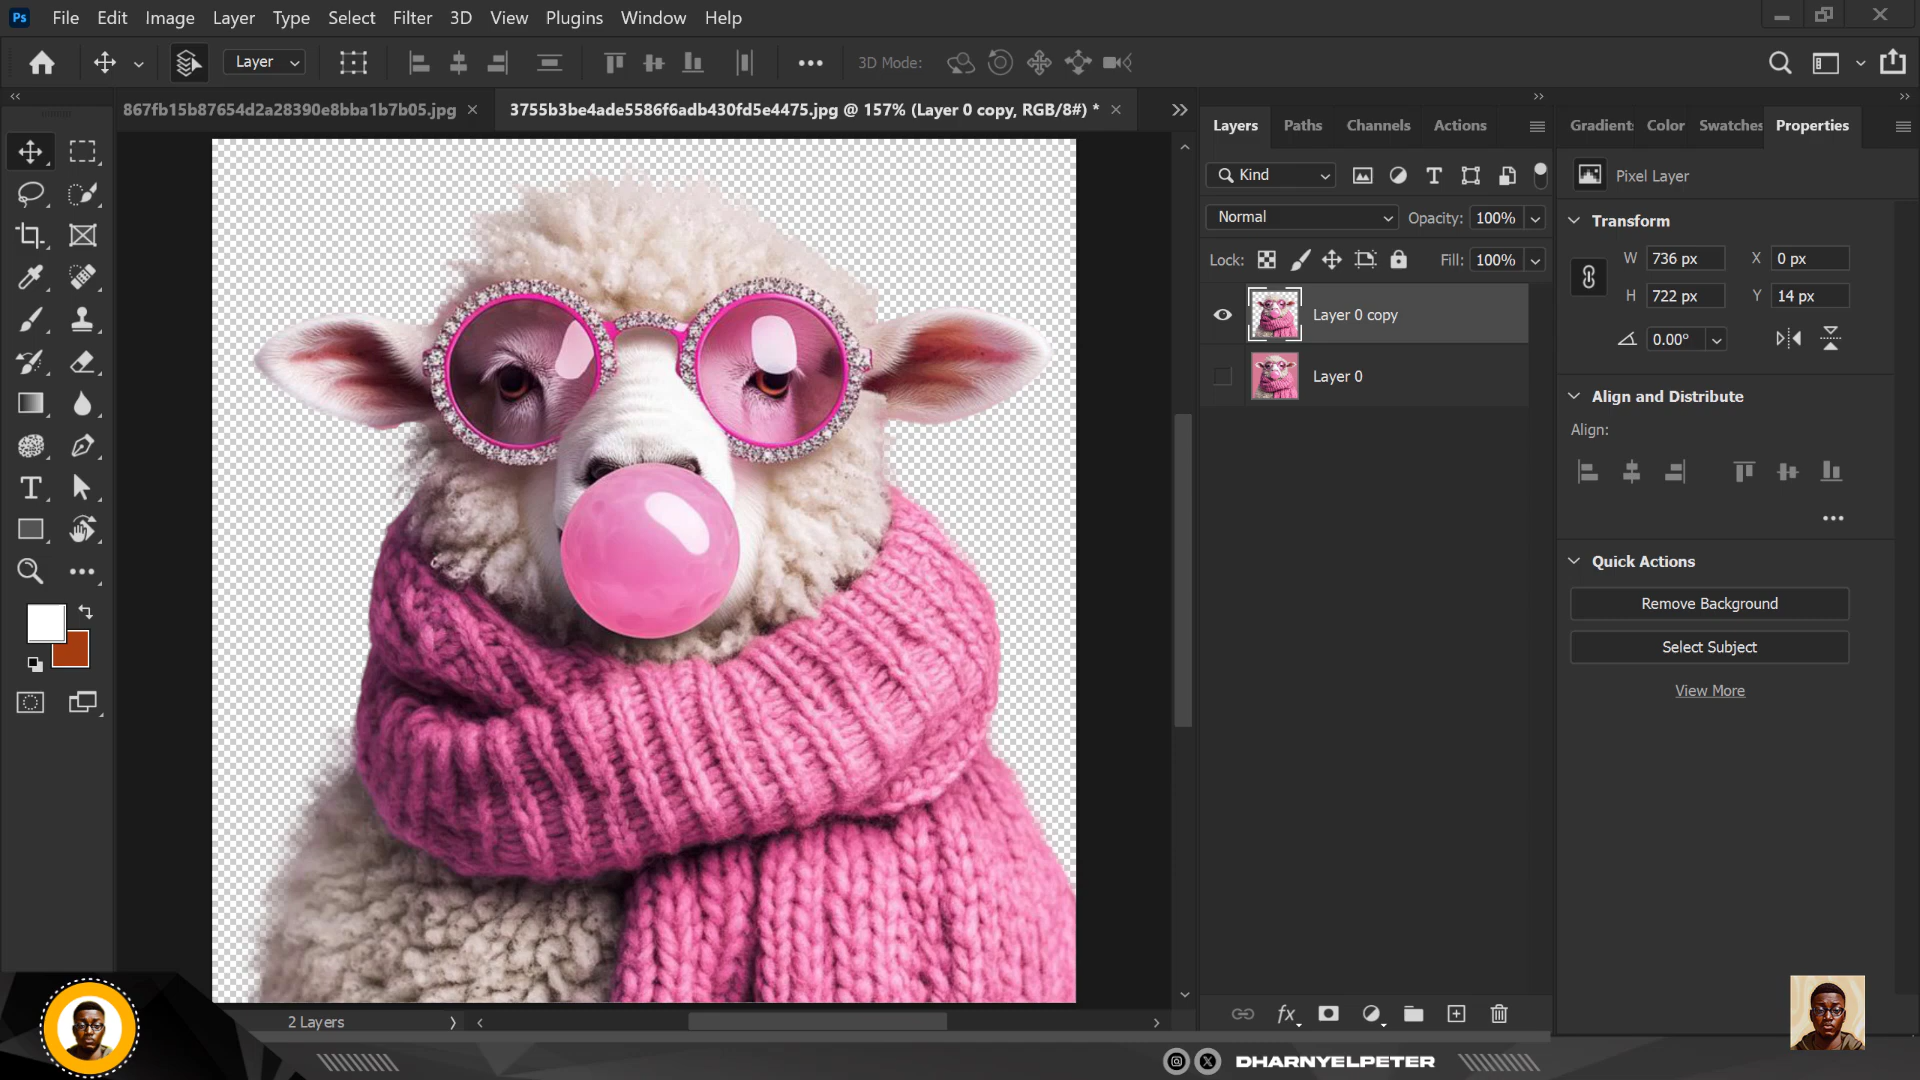 Ps File Edit Image Layer Type Select Filter 3D View Plugins Window Help
Layer 3D Mode:
867fb15b87654d2a28390e8bba1b7b05.jpg 3755b3be4ade5586f6adb430fd5e4475.jpg @ 157% (Layer 0 copy, RGB/8#) *
Layers Paths Channels Actions
Gradient Color Swatches Properties
Kind
Pixel Layer
Normal Opacity: 100%
Transform
Lock: Fill: 100%
W 736 px X 0 px
H 722 px Y 14 px
Layer 0 copy
0.00°
Layer 0
Align and Distribute
Align:
Quick Actions
Remove Background
Select Subject
View More
2 Layers
fx
DHARNYELPETER